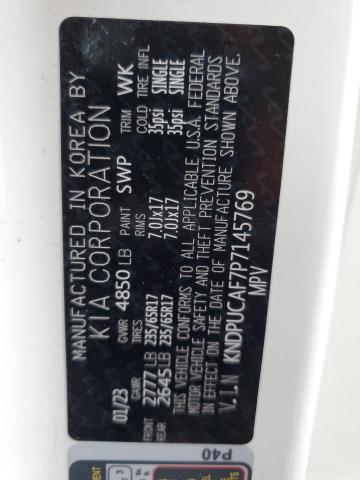 MANUFACTURED IN KOREA BY
KIA CORPORATION
01/23 GVWR 4850 LB PAINT SWP TRIM WK
GAWR TIRES RIMS COLD TIRE INFL
FRONT 2777 LB 235/65R17 7.0Jx17 35psi SINGLE
REAR 2645 LB 235/65R17 7.0Jx17 35psi SINGLE
THIS VEHICLE CONFORMS TO ALL APPLICABLE U.S.A. FEDERAL
MOTOR VEHICLE SAFETY AND THEFT PREVENTION STANDARDS
IN EFFECT ON THE DATE OF MANUFACTURE SHOWN ABOVE.
V.I.N KNDPUCAF7P7145769
MPV
P40